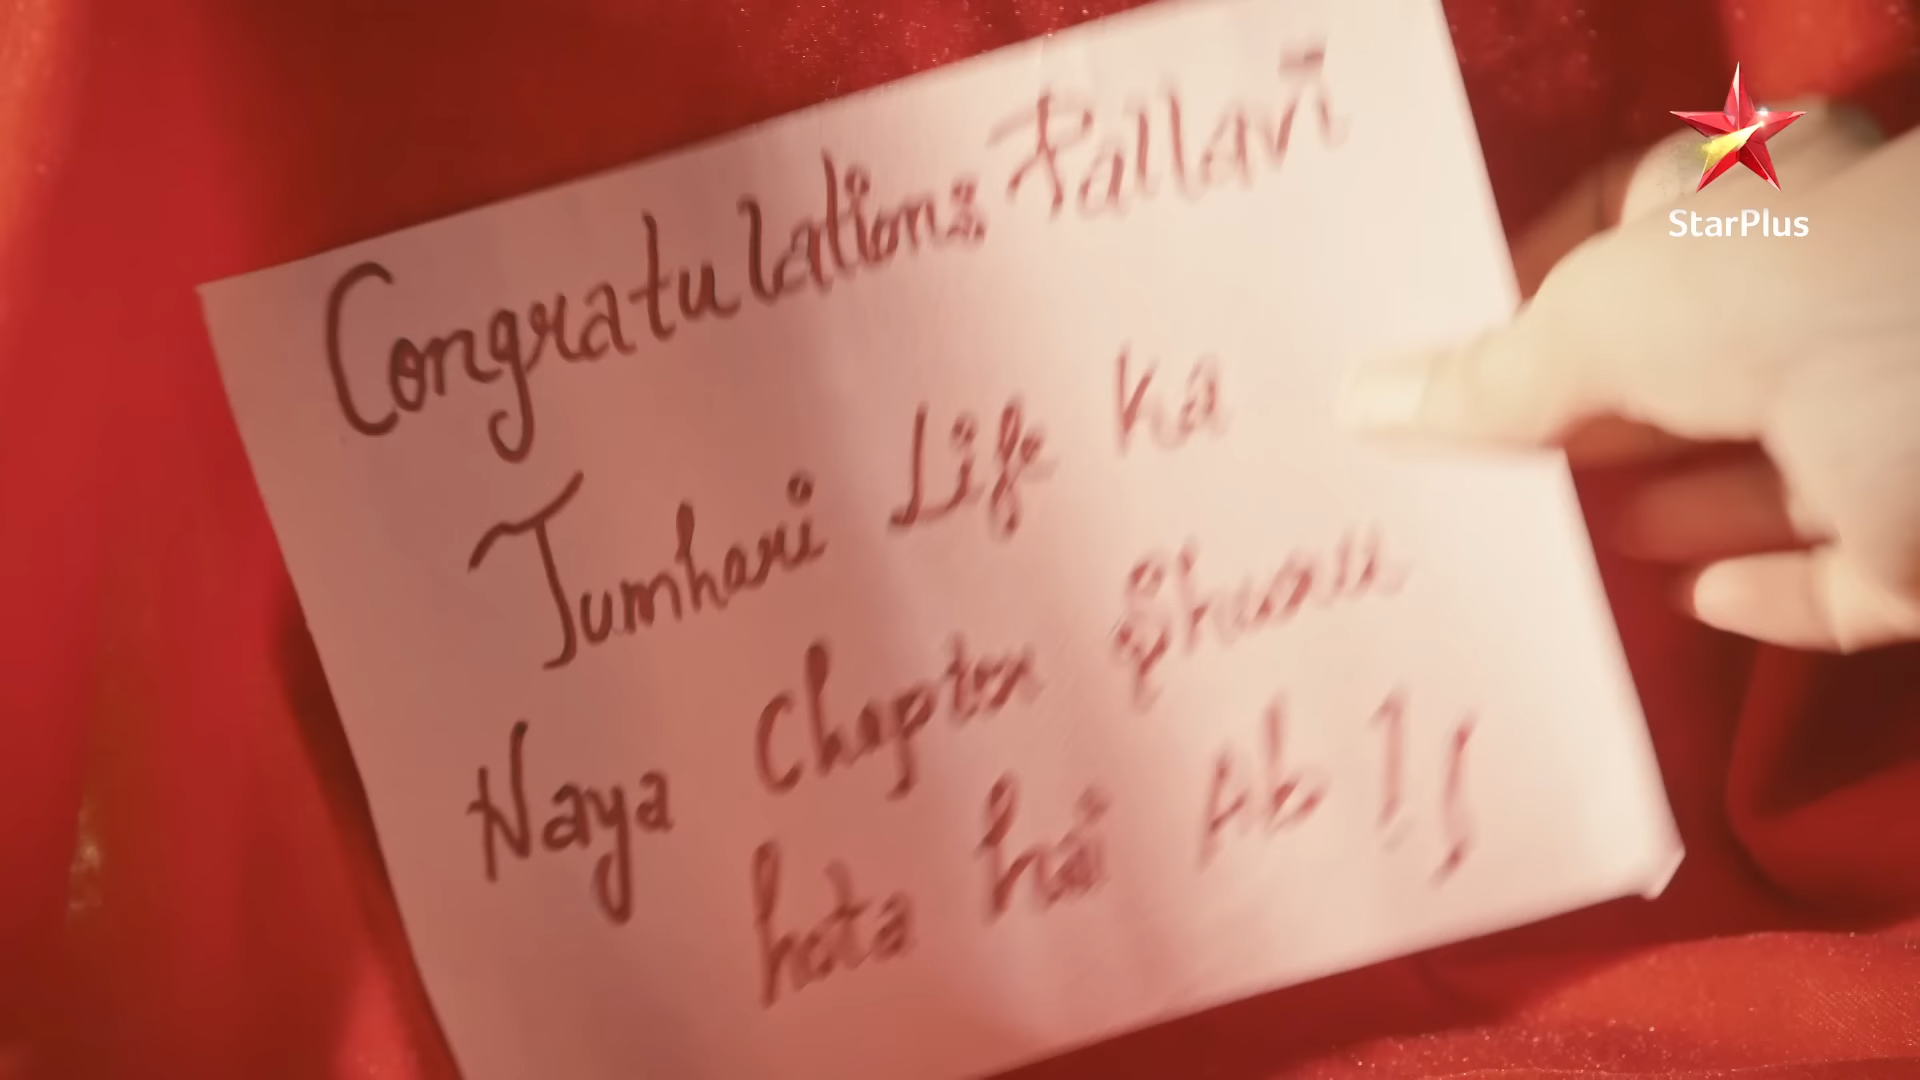 Congratulations Pallavi
Tumhari Life Ka
Naya Chapter Shuru
hota hai Ab !!
StarPlus